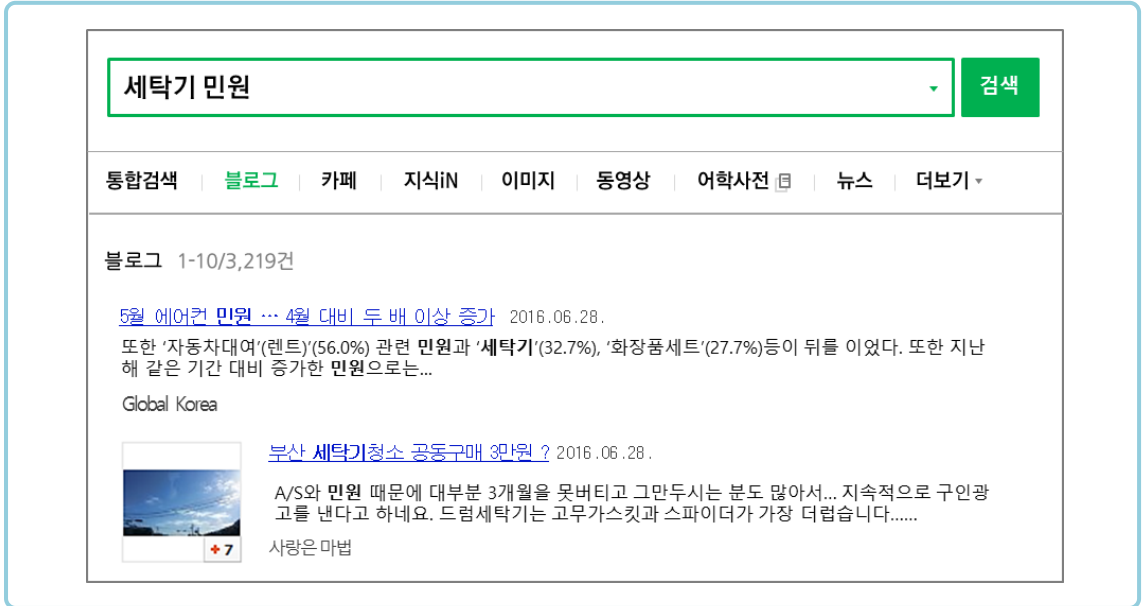 세탁기 민원
검색
통합검색 블로그 카페 지식iN 이미지 동영상 어학사전 뉴스 더보기
블로그 1-10/3,219건
5월 에어컨 민원 … 4월 대비 두 배 이상 증가 2016.06.28.
또한 ‘자동차대여’(렌트)’(56.0%) 관련 민원과 ‘세탁기’(32.7%), ‘화장품세트’(27.7%)등이 뒤를 이었다. 또한 지난
해 같은 기간 대비 증가한 민원으로는...
Global Korea
부산 세탁기청소 공동구매 3만원 ? 2016.06.28.
A/S와 민원 때문에 대부분 3개월을 못버티고 그만두시는 분도 많아서... 지속적으로 구인광
고를 낸다고 하네요. 드럼세탁기는 고무가스킷과 스파이더가 가장 더럽습니다......
+7
사랑은 마법